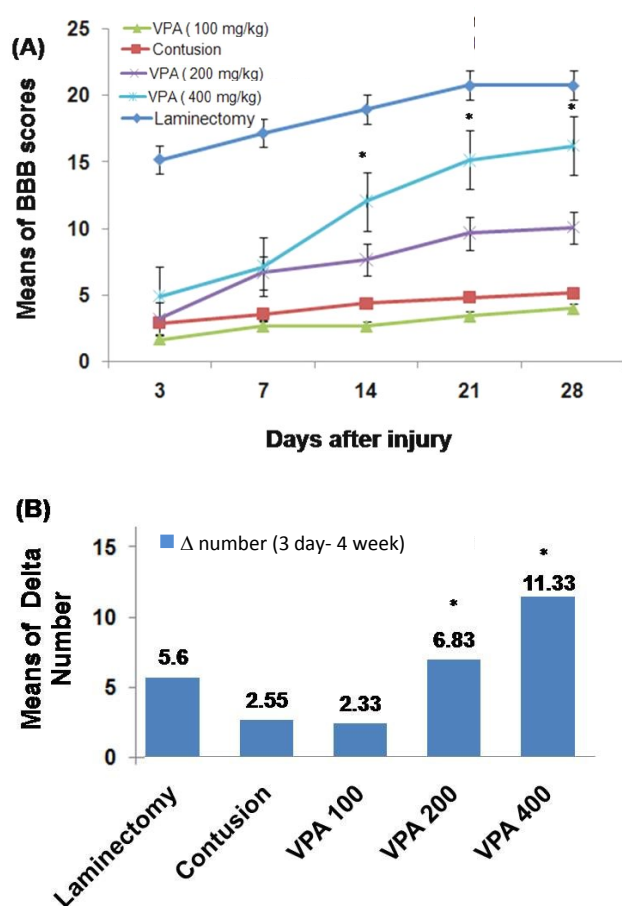 (A)
VPA ( 100 mg/kg)
Contusion
VPA ( 200 mg/kg)
VPA ( 400 mg/kg)
Laminectomy
Means of BBB scores
25
20
15
10
5
0
*
*
*
3 7 14 21 28
Days after injury
(B)
Δ number (3 day- 4 week)
Means of Delta
Number
15
10
5
0
5.6
2.55
2.33
*
6.83
*
11.33
Laminectomy
Contusion
VPA 100
VPA 200
VPA 400